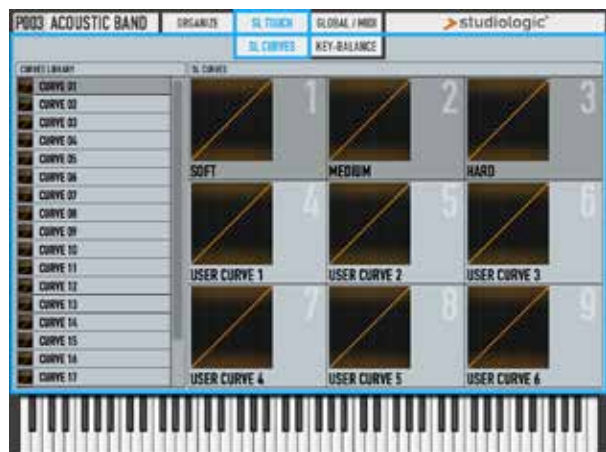 P003 ACOUSTIC BAND
ORGANIZE
SL TOUCH
GLOBAL / MIDI
studiologic
SL CURVES
KEY-BALANCE
CURVES LIBRARY
SL CURVES
CURVE 01
CURVE 02
CURVE 03
CURVE 04
CURVE 05
CURVE 06
CURVE 07
CURVE 08
CURVE 09
CURVE 10
CURVE 11
CURVE 12
CURVE 13
CURVE 14
CURVE 15
CURVE 16
CURVE 17
1
SOFT
2
MEDIUM
3
HARD
4
USER CURVE 1
5
USER CURVE 2
6
USER CURVE 3
7
USER CURVE 4
8
USER CURVE 5
9
USER CURVE 6